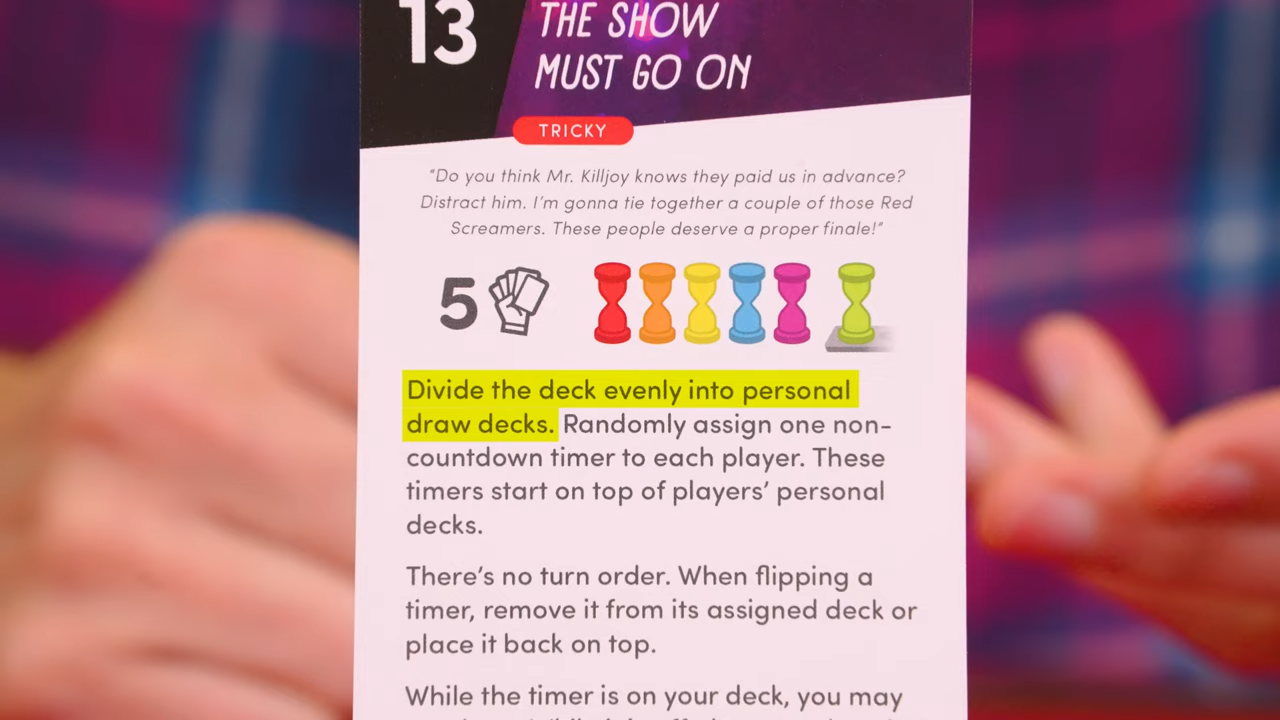 13
THE SHOW
MUST GO ON
TRICKY
"Do you think Mr. Killjoy knows they paid us in advance?
Distract him. I'm gonna tie together a couple of those Red
Screamers. These people deserve a proper finale!"
5
Divide the deck evenly into personal
draw decks. Randomly assign one non-
countdown timer to each player. These
timers start on top of players' personal
decks.
There's no turn order. When flipping a
timer, remove it from its assigned deck or
place it back on top.
While the timer is on your deck, you may